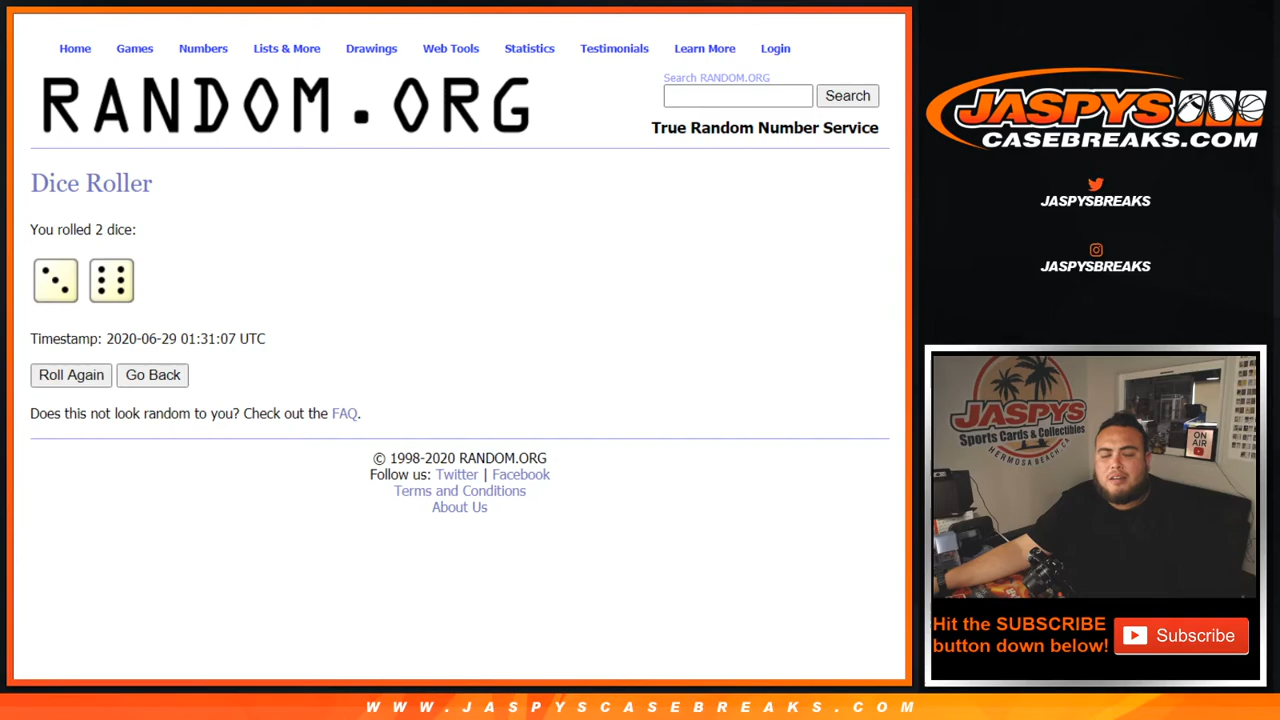 Home Games Numbers Lists & More Drawings Web Tools Statistics Testimonials Learn More Login
RANDOM.ORG
Search RANDOM.ORG
Search
True Random Number Service
Dice Roller
You rolled 2 dice:
Timestamp: 2020-06-29 01:31:07 UTC
Roll Again Go Back
Does this not look random to you? Check out the FAQ.
© 1998-2020 RANDOM.ORG
Follow us: Twitter | Facebook
Terms and Conditions
About Us
JASPYS
CASEBREAKS.COM
JASPYSBREAKS
JASPYSBREAKS
JASPYS
Sports Cards & Collectibles
HERMOSA BEACH, CA
ON
AIR
Hit the SUBSCRIBE
button down below!
Subscribe
WWW.JASPYSCASEBREAKS.COM